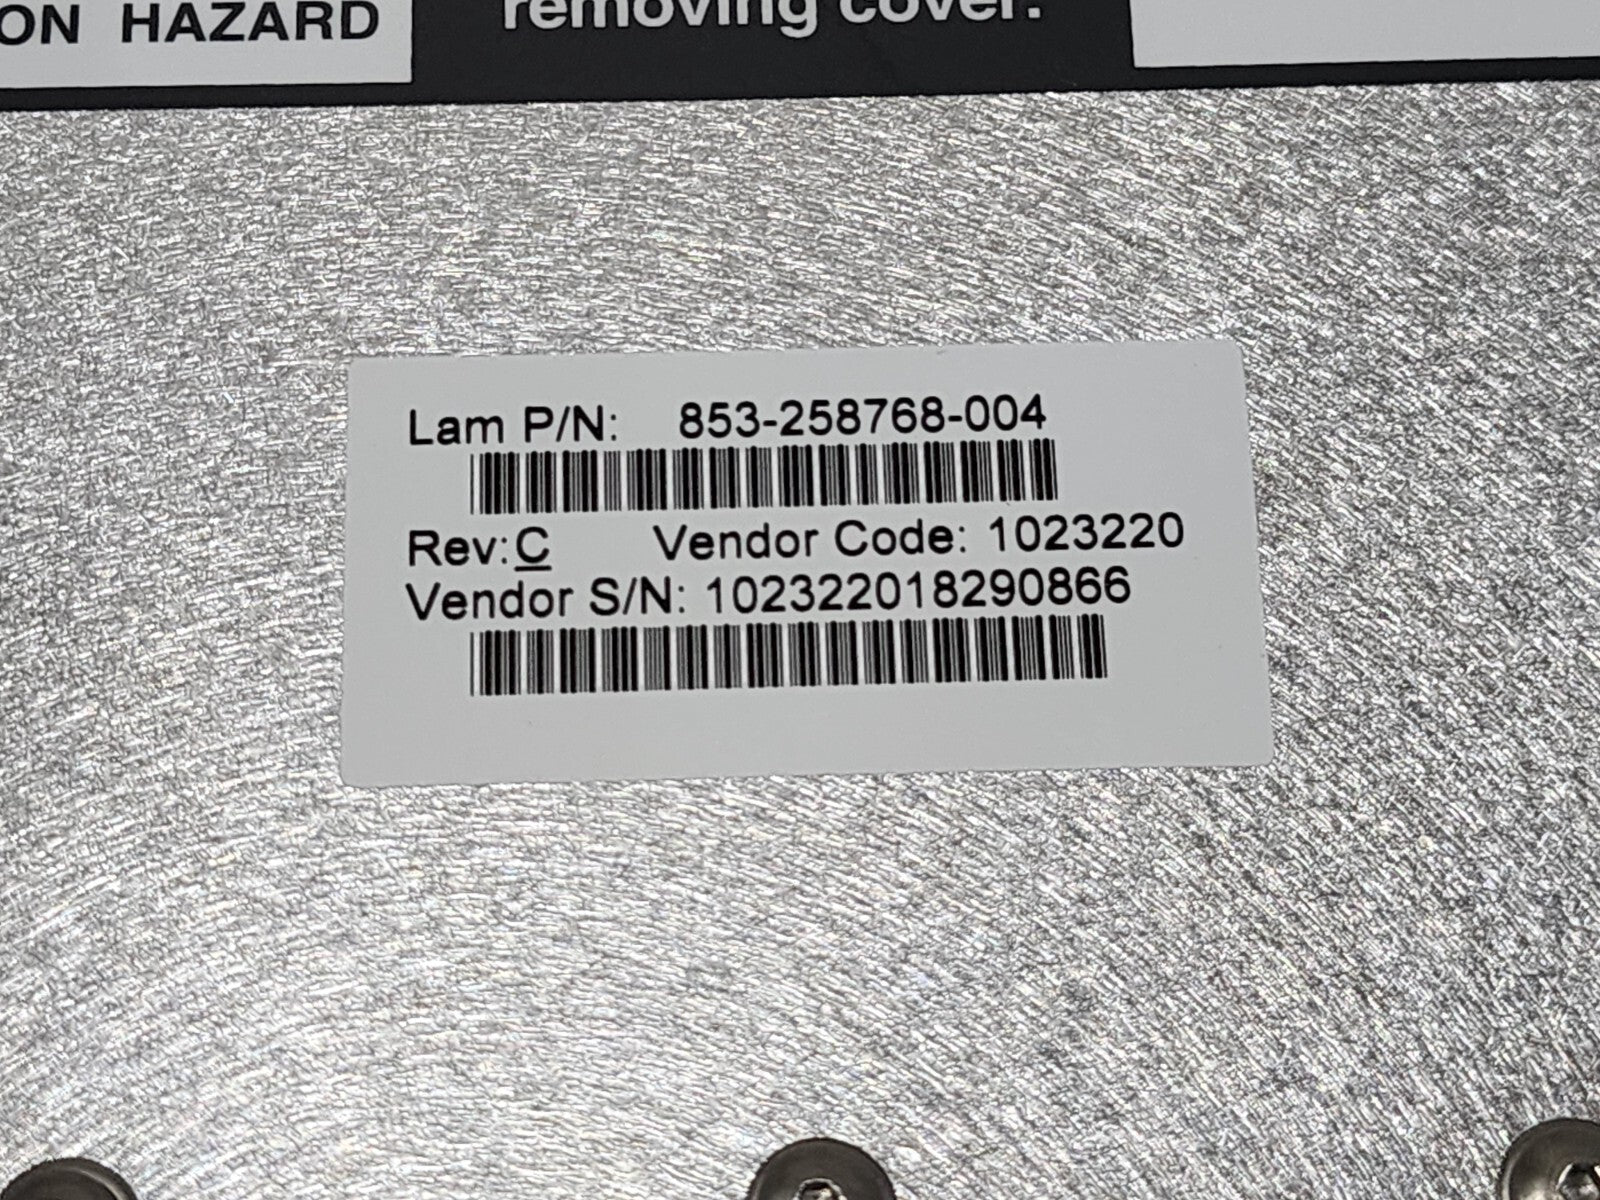 ON HAZARD
removing cover.
Lam P/N: 853-258768-004
Rev:C Vendor Code: 1023220
Vendor S/N: 102322018290866